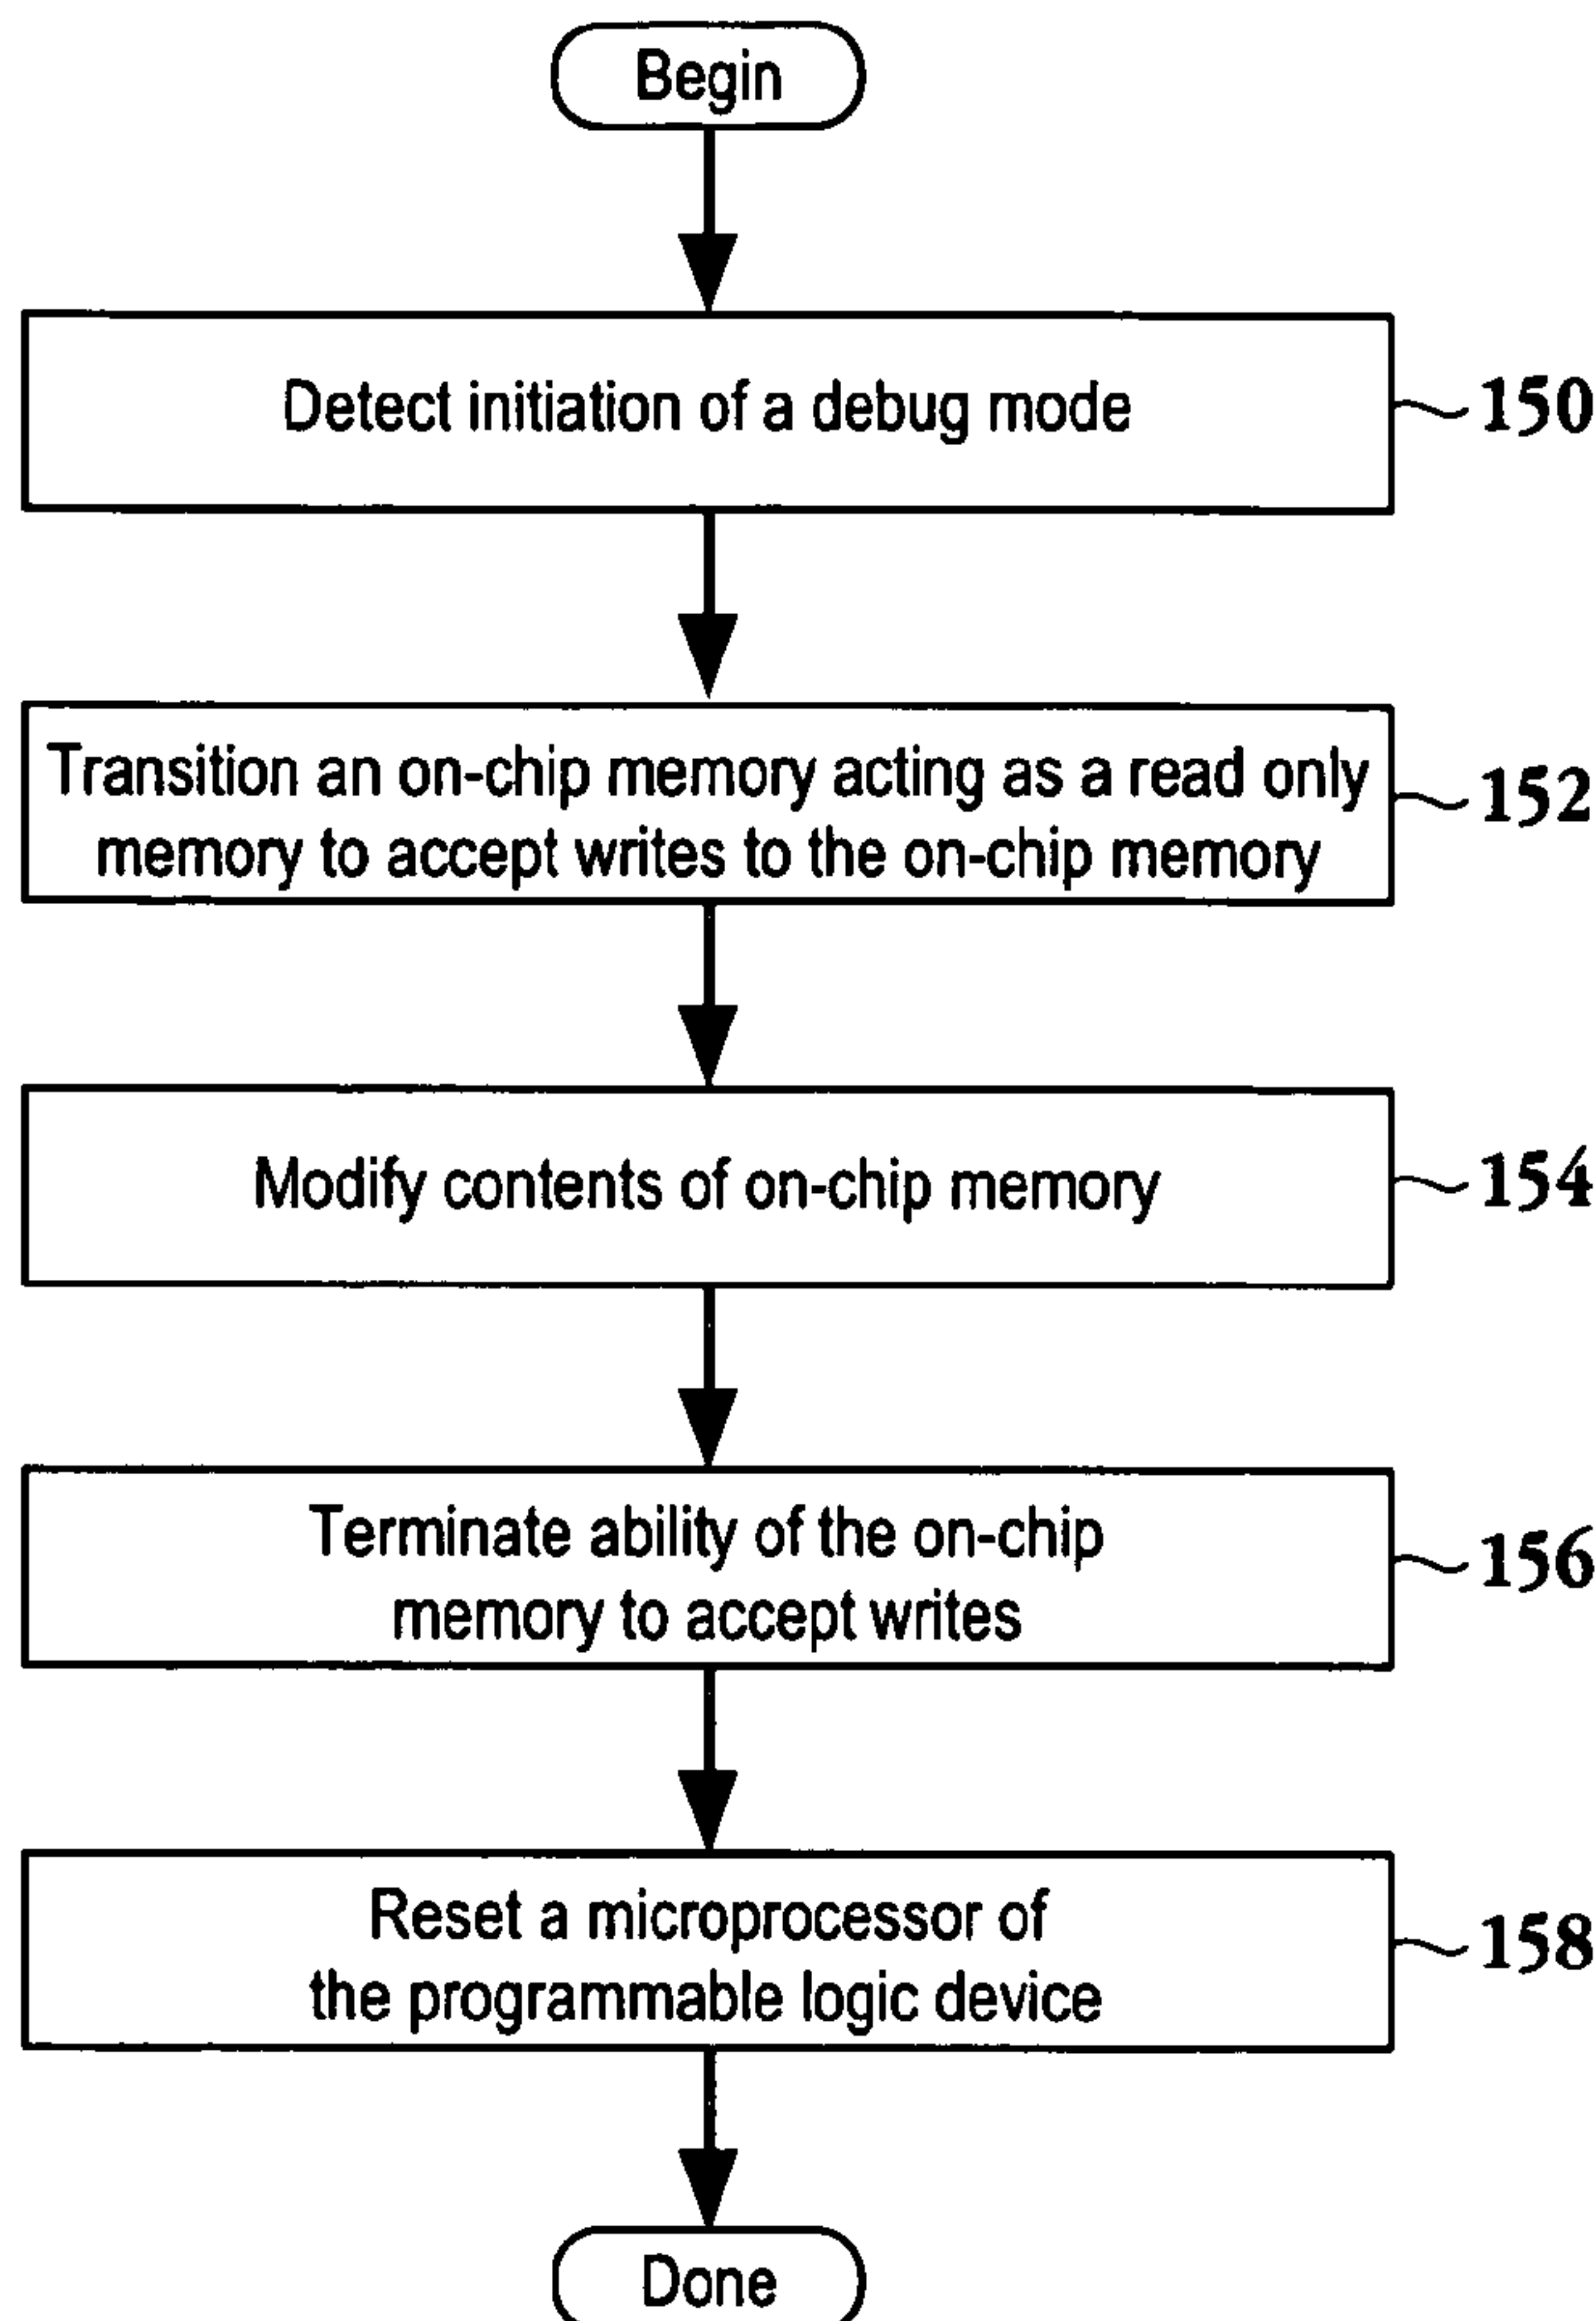 Begin
Detect initiation of a debug mode
150
Transition an on-chip memory acting as a read only
memory to accept writes to the on-chip memory
152
Modify contents of on-chip memory
154
Terminate ability of the on-chip
memory to accept writes
156
Reset a microprocessor of
the programmable logic device
158
Done